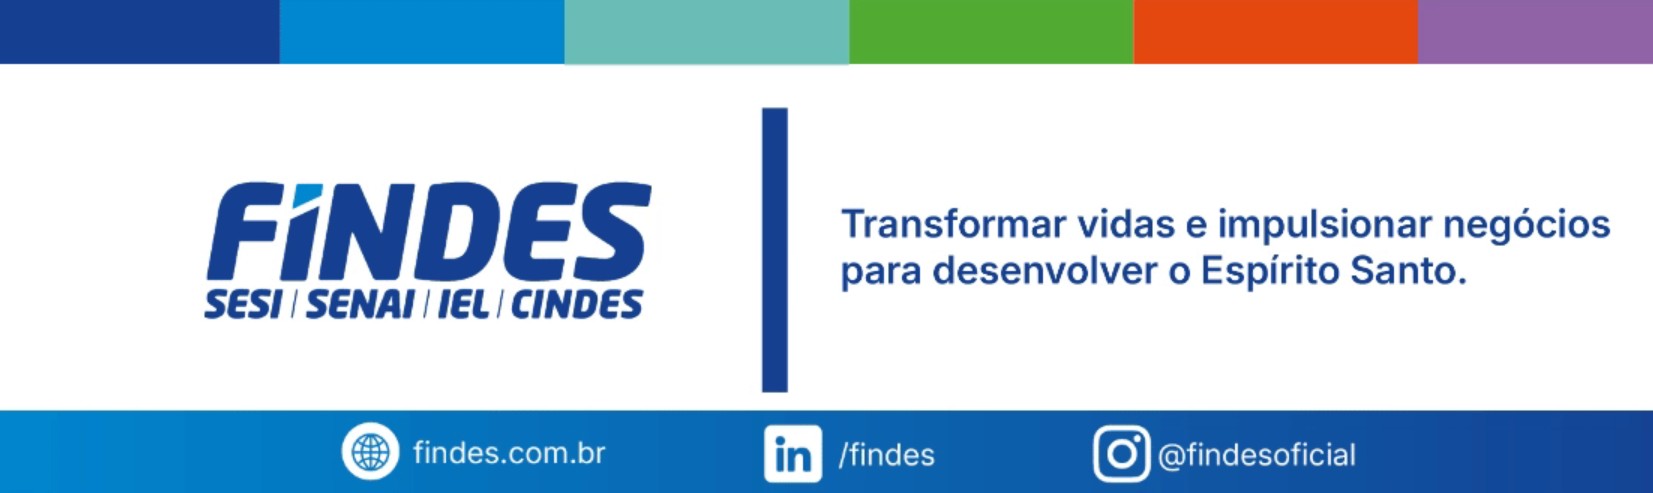 FINDES
SESI | SENAI | IEL | CINDES
Transformar vidas e impulsionar negócios
para desenvolver o Espírito Santo.
findes.com.br
in /findes
@findesoficial